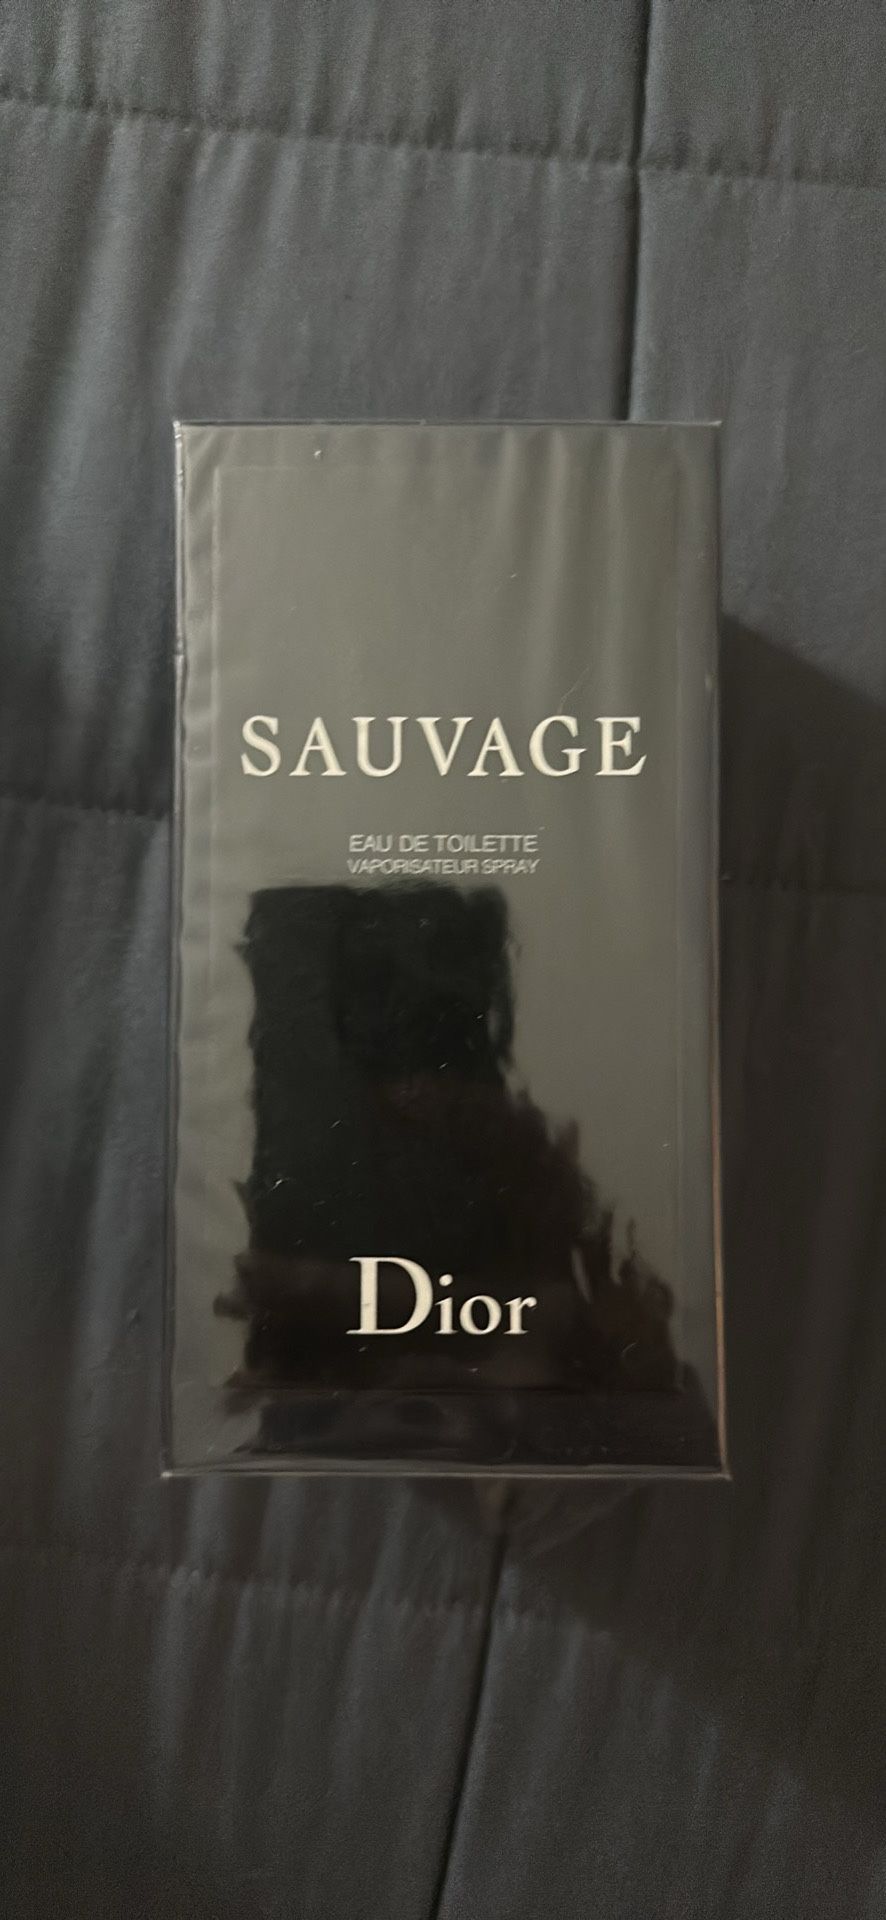 SAUVAGE
EAU DE TOILETTE
VAPORISATEUR SPRAY
Dior